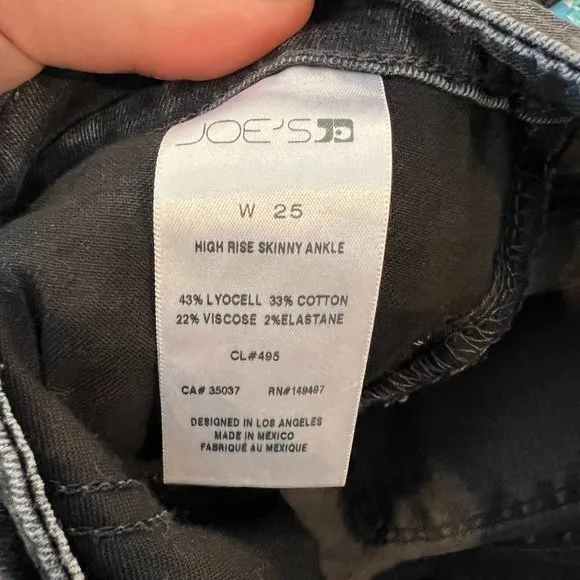 JOE'S
W 25
HIGH RISE SKINNY ANKLE
43% LYOCELL 33% COTTON
22% VISCOSE 2%ELASTANE
CL#495
CA# 35037 RN#149497
DESIGNED IN LOS ANGELES
MADE IN MEXICO
FABRIQUÉ AU MEXIQUE